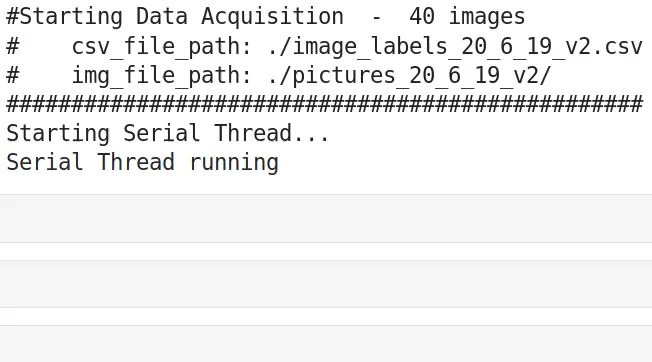 #Starting Data Acquisition  -  40 images
#    csv_file_path: ./image_labels_20_6_19_v2.csv
#    img_file_path: ./pictures_20_6_19_v2/
#################################################
Starting Serial Thread...
Serial Thread running